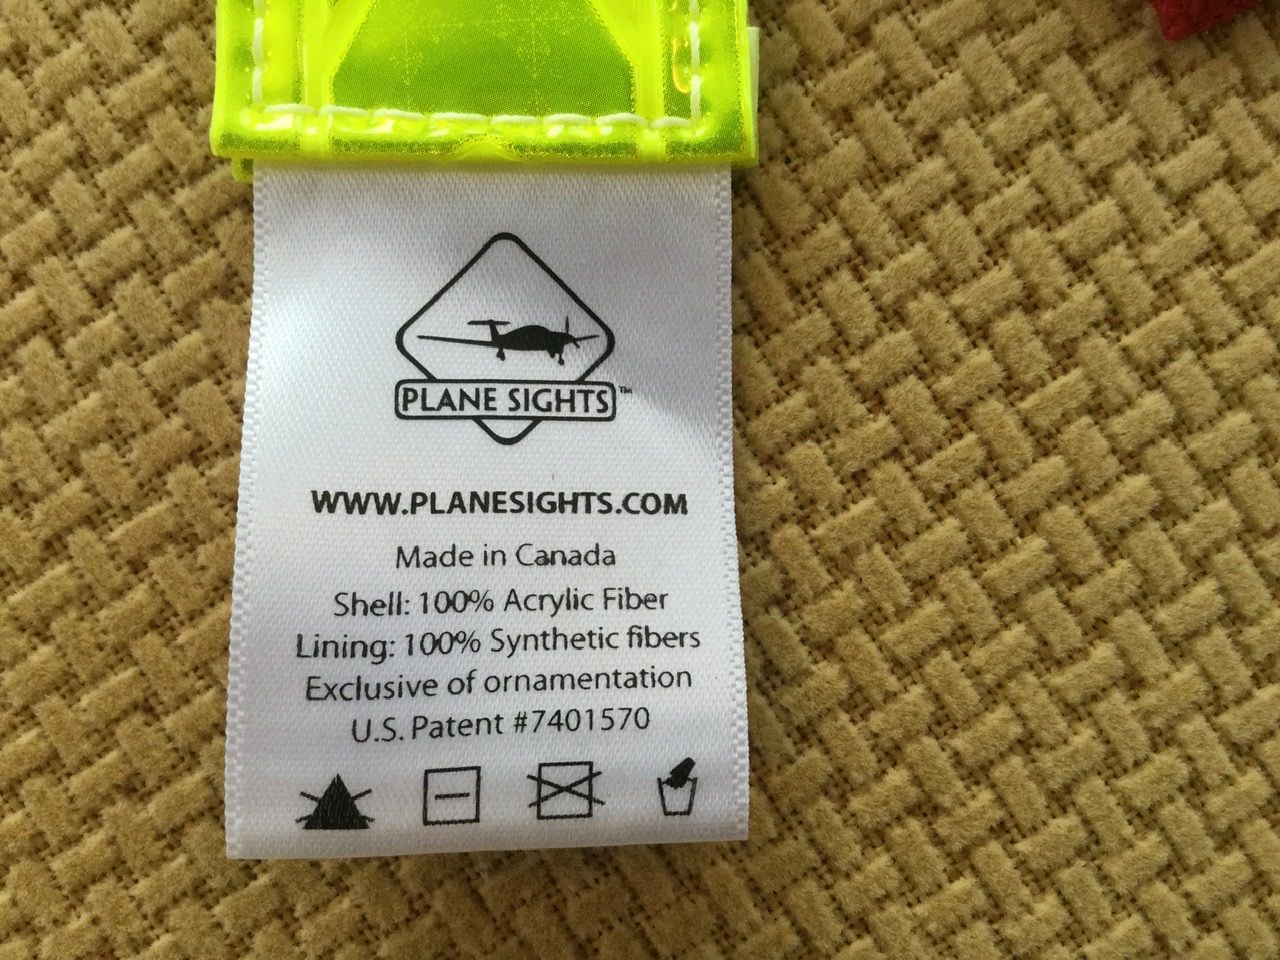 PLANE SIGHTS™
WWW.PLANESIGHTS.COM
Made in Canada
Shell: 100% Acrylic Fiber
Lining: 100% Synthetic fibers
Exclusive of ornamentation
U.S. Patent #7401570